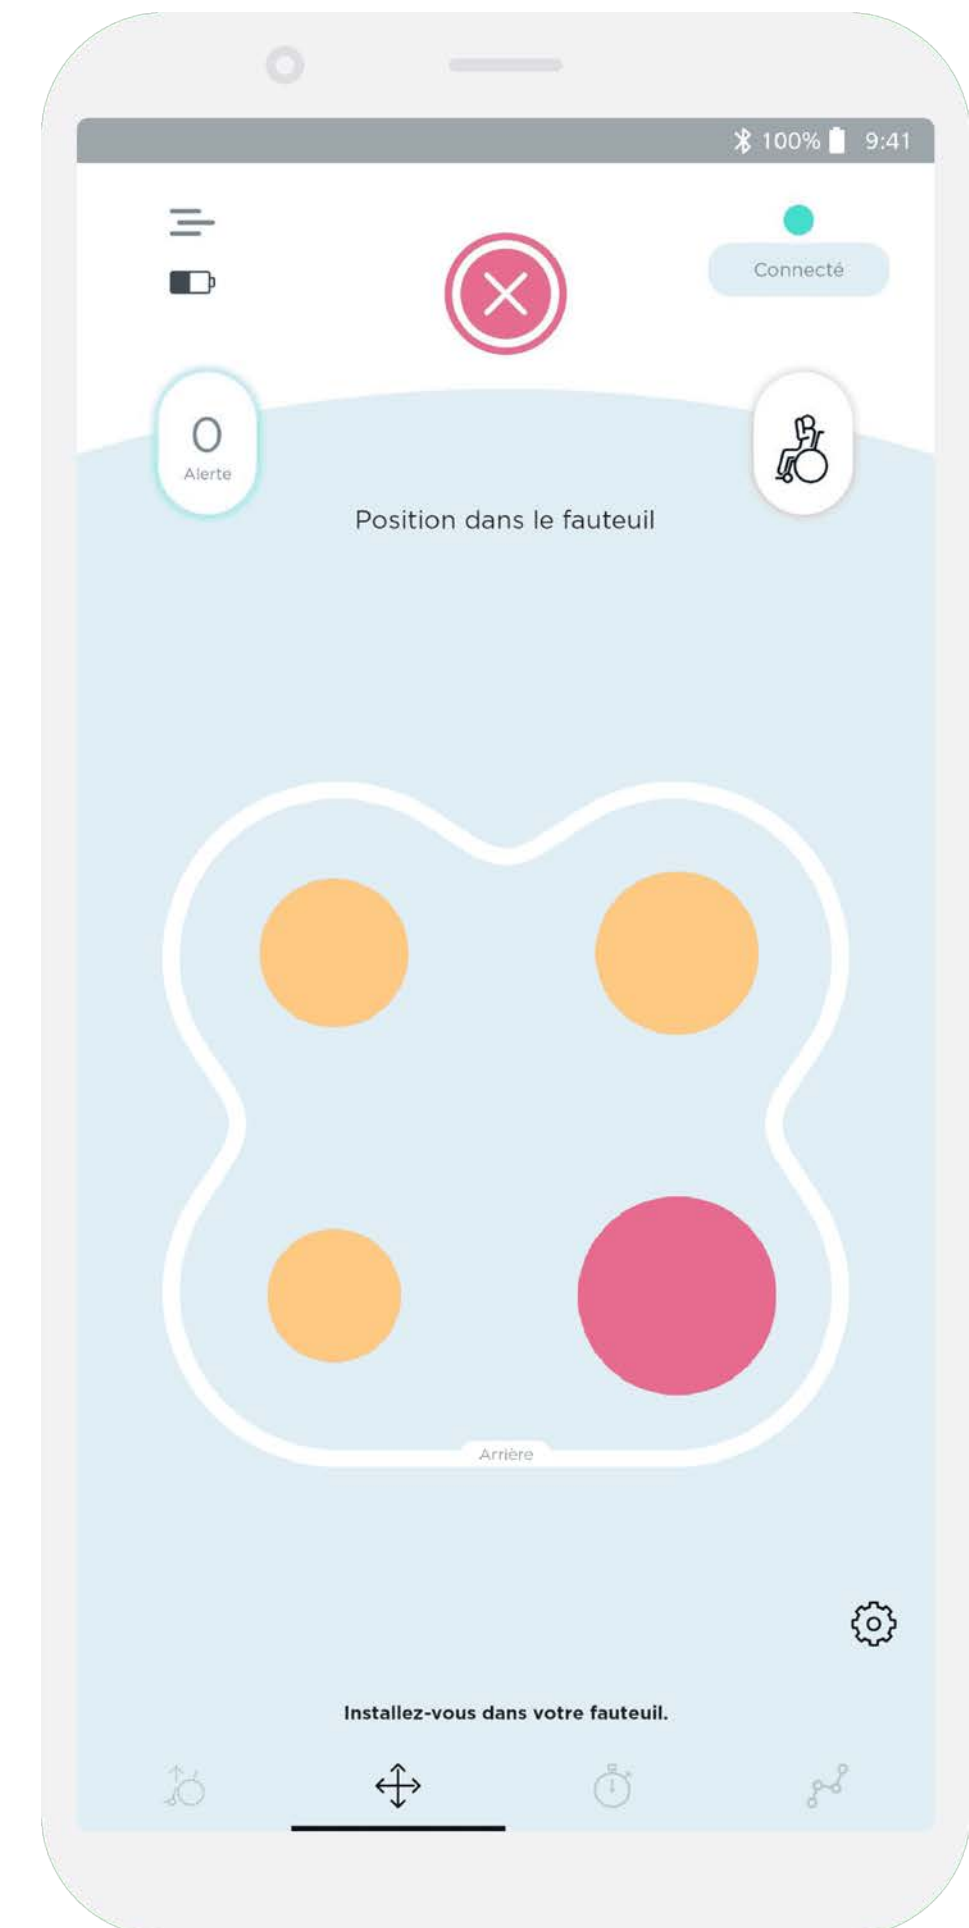 100% 9:41
Connecté
0
Alerte
Position dans le fauteuil
Arrière
Installez-vous dans votre fauteuil.